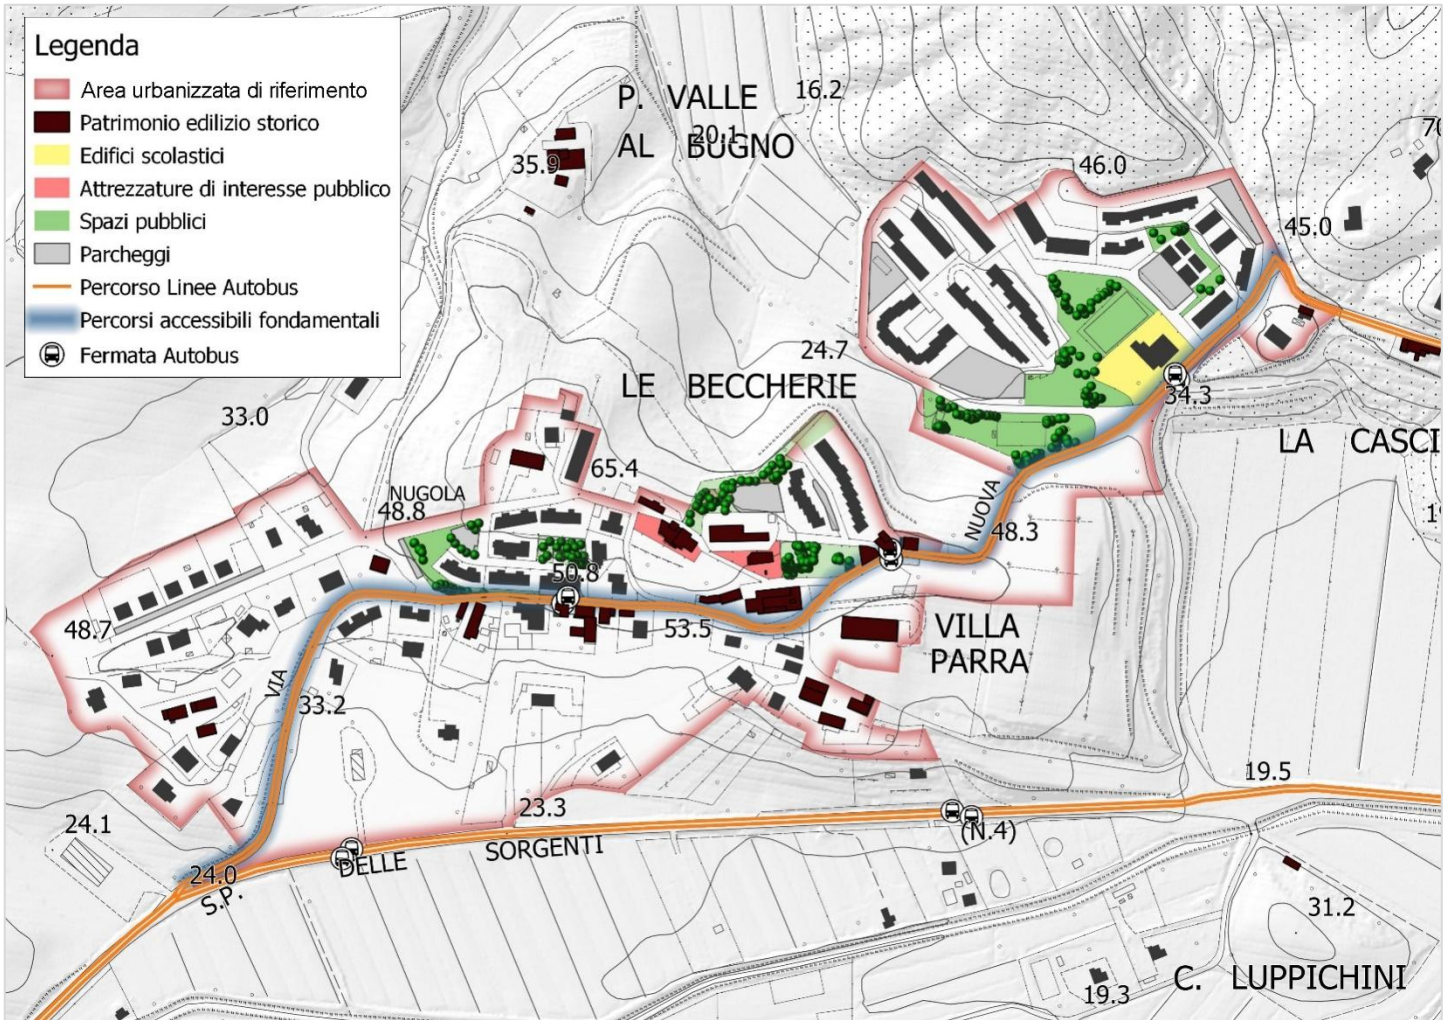 Legenda
Area urbanizzata di riferimento
Patrimonio edilizio storico
Edifici scolastici
Attrezzature di interesse pubblico
Spazi pubblici
Parcheggi
Percorso Linee Autobus
Percorsi accessibili fondamentali
Fermata Autobus
P. VALLE
AL BUGNO
16.2
20.1
35.9
46.0
45.0
24.7
LE BECCHERIE
34.3
33.0
65.4
LA CASCI
NUGOLA
48.8
NUOVA
48.3
50.8
48.7
53.5
VILLA
PARRA
VIA
33.2
19.5
23.3
24.1
(N.4)
SORGENTI
DELLE
24.0
S.P.
31.2
C. LUPPICHINI
19.3